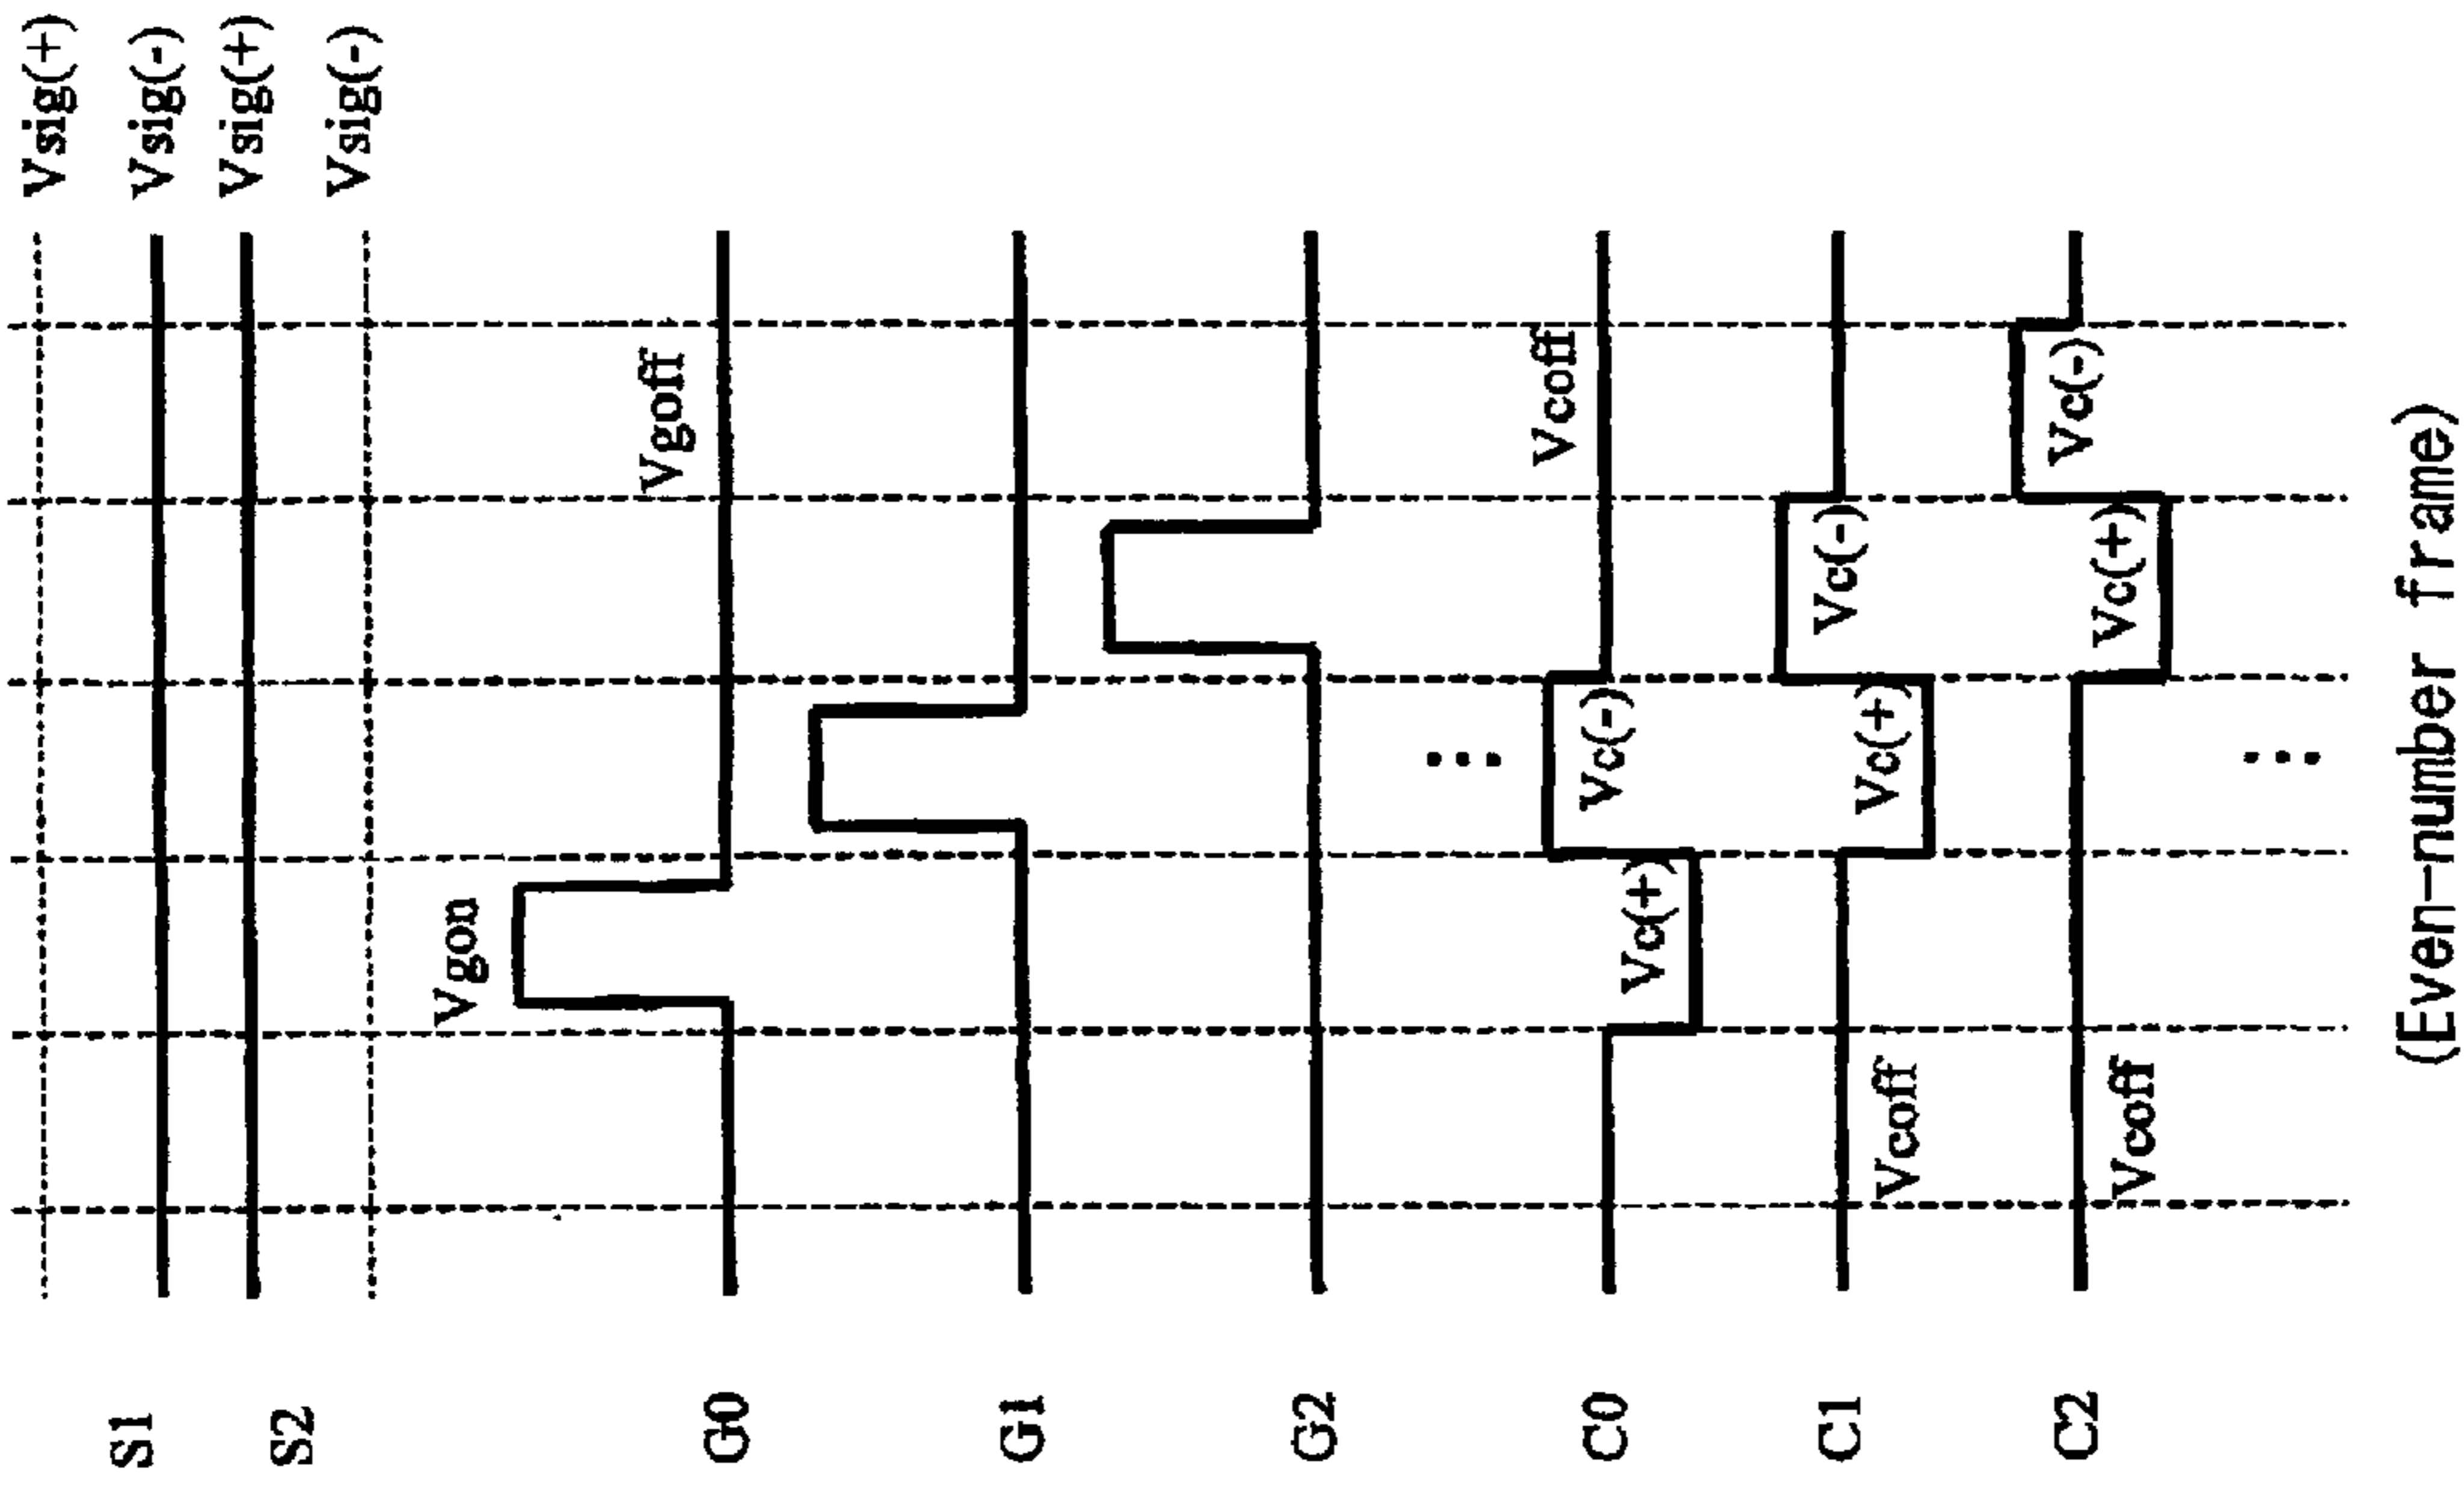 Vsig(+)
S1
Vsig(-)
Vsig(+)
S2
Vsig(-)
Vgon
G0
Vgoff
G1
G2
C0
Vc(+)
Vc(-)
Vcoff
C1
Vcoff
Vc(+)
Vc(-)
C2
Vcoff
Vc(+)
Vc(-)
(Even-number frame)